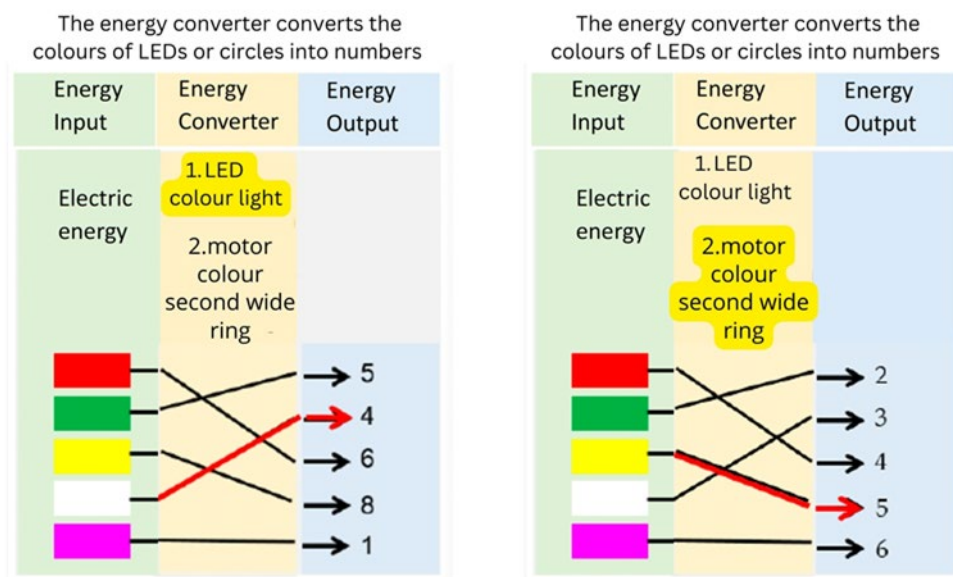 The energy converter converts the
colours of LEDs or circles into numbers
Energy Input
Energy Converter
Energy Output
Electric energy
1.LED
colour light
2.motor
colour
second wide
ring
5
4
6
8
1
The energy converter converts the
colours of LEDs or circles into numbers
Energy Input
Energy Converter
Energy Output
Electric energy
1.LED
colour light
2.motor
colour
second wide
ring
2
3
4
5
6